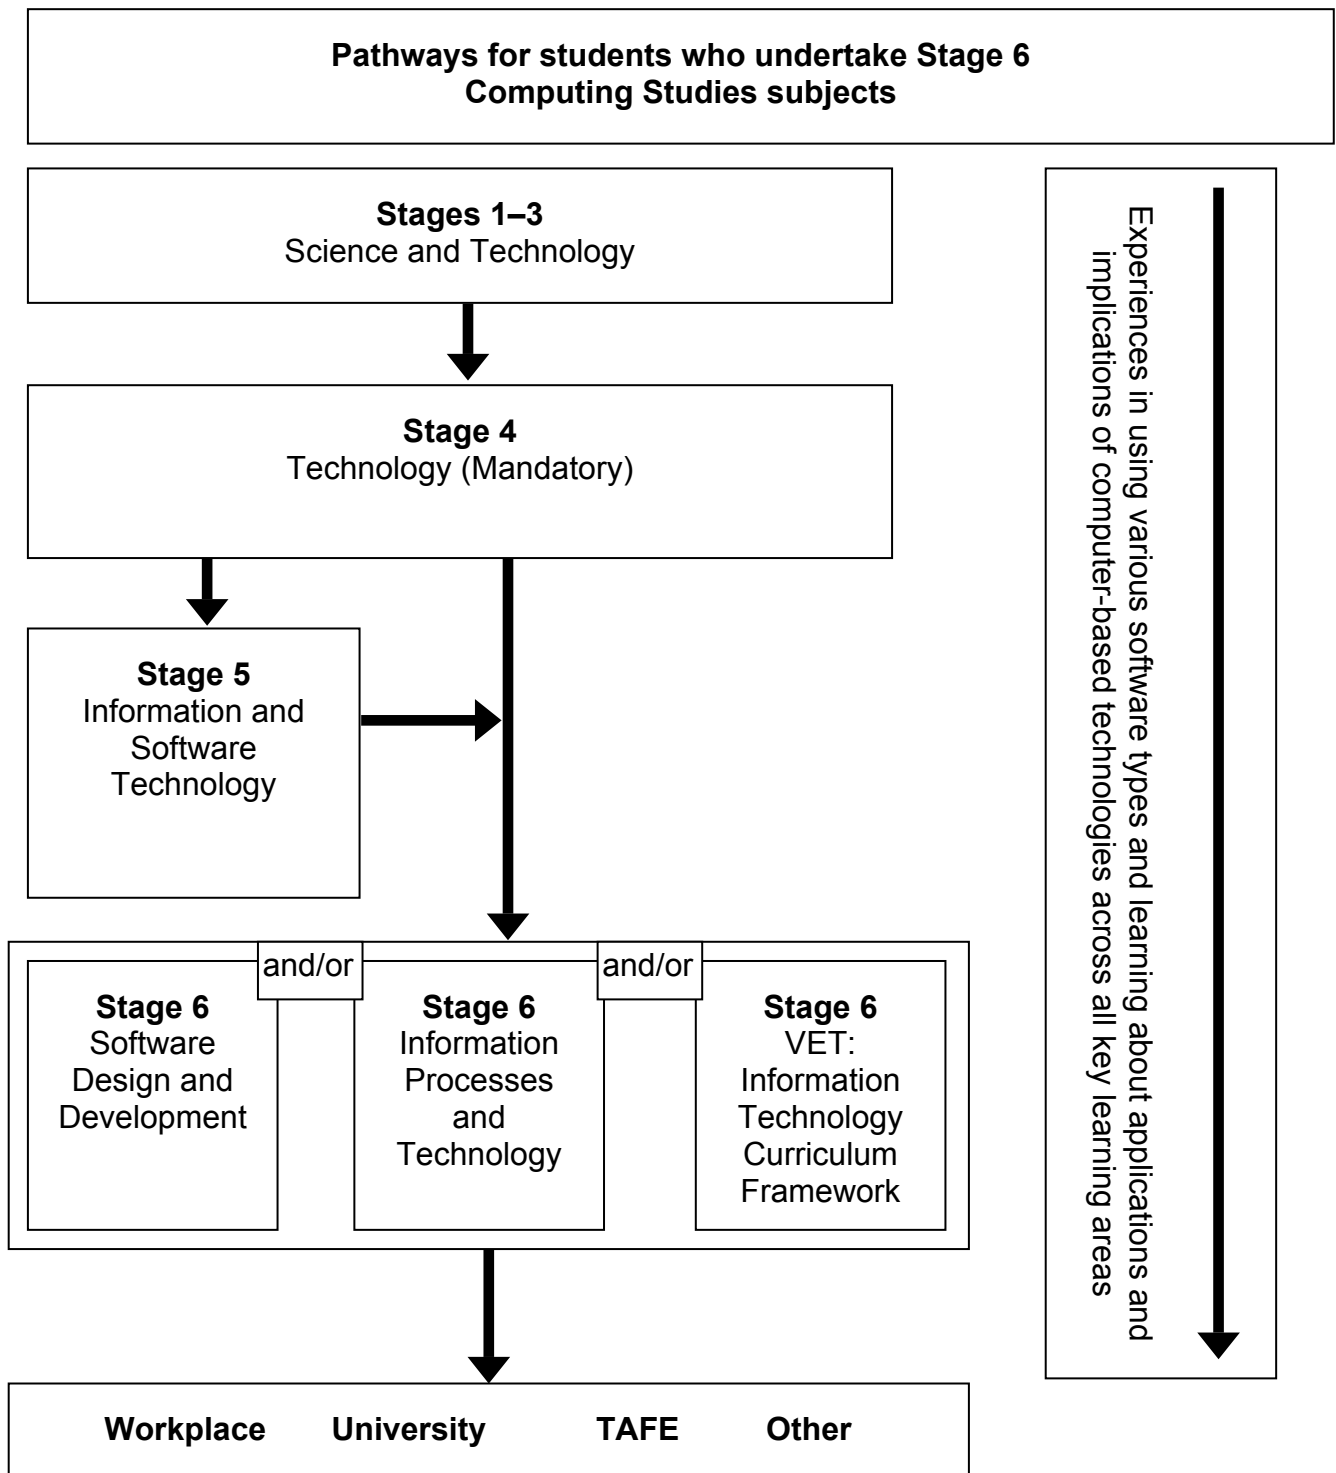 Pathways for students who undertake Stage 6
Computing Studies subjects
Stages 1–3
Science and Technology
Stage 4
Technology (Mandatory)
Stage 5
Information and
Software
Technology
and/or
and/or
Stage 6
Software
Design and
Development
Stage 6
Information
Processes
and
Technology
Stage 6
VET:
Information
Technology
Curriculum
Framework
Workplace University TAFE Other
Experiences in using various software types and learning about applications and
implications of computer-based technologies across all key learning areas